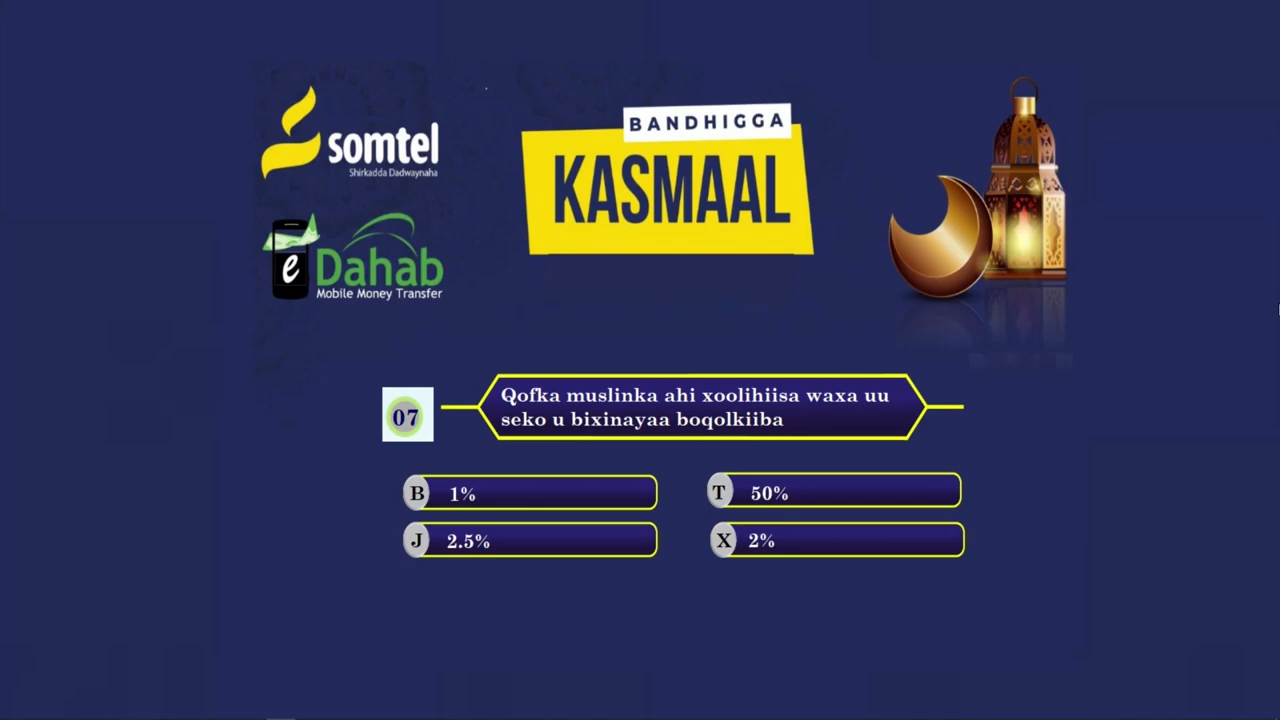 somtel
Shirkadda Dadwaynaha
e Dahab
Mobile Money Transfer
BANDHIGGA
KASMAAL
07
Qofka muslinka ahi xoolihiisa waxa uu
seko u bixinayaa boqolkiiba
B 1%
T 50%
J 2.5%
X 2%